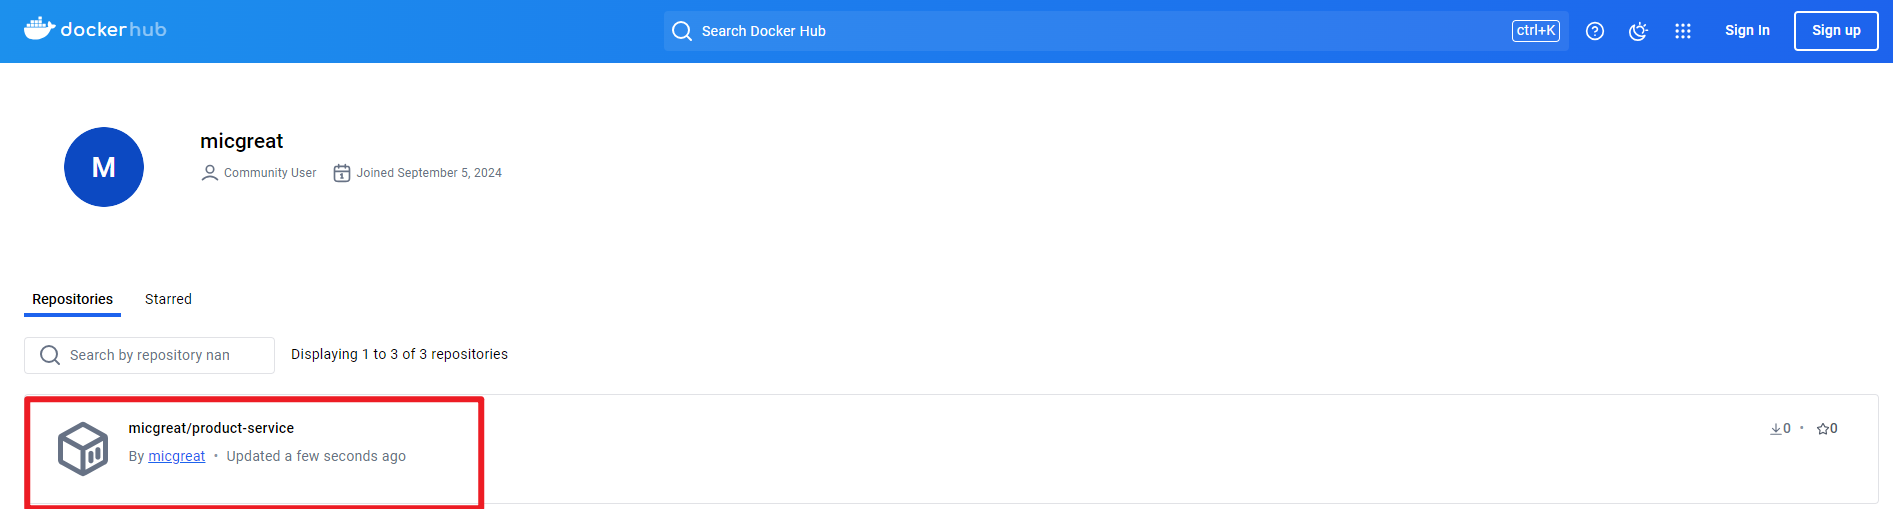 dockerhub
Search Docker Hub
ctrl+K
?
Sign In
Sign up
M
micgreat
Community User
1
Joined September 5, 2024
Repositories
Starred
Search by repository nan
Displaying 1 to 3 of 3 repositories
micgreat/product-service
0 • 0
By micgreat • Updated a few seconds ago